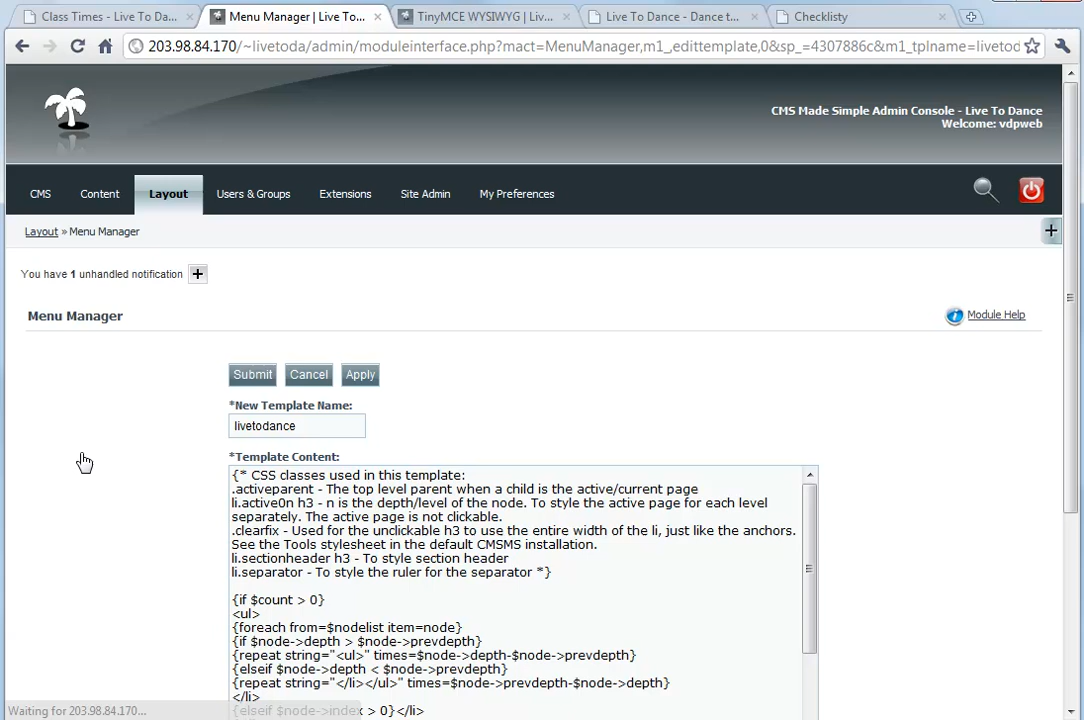 Class Times - Live To Da...
Menu Manager | Live To...
TinyMCE WYSIWYG | Liv...
Live To Dance - Dance t...
Checklisty
203.98.84.170/~livetoda/admin/moduleinterface.php?mact=MenuManager,m1_,edittemplate,0&sp_=4307886c&m1_tplname=livetod
CMS Made Simple Admin Console - Live To Dance
Welcome: vdpweb
CMS Content Layout Users & Groups Extensions Site Admin My Preferences
Layout » Menu Manager
You have 1 unhandled notification
Menu Manager
Module Help
Submit Cancel Apply
*New Template Name:
livetodance
*Template Content:
{* CSS classes used in this template:
.activeparent - The top level parent when a child is the active/current page
li.active0n h3 - n is the depth/level of the node. To style the active page for each level
separately. The active page is not clickable.
.clearfix - Used for the unclickable h3 to use the entire width of the li, just like the anchors.
See the Tools stylesheet in the default CMSMS installation.
li.sectionheader h3 - To style section header
li.separator - To style the ruler for the separator *}
{if $count > 0}
<ul>
{foreach from=$nodelist item=node}
{if $node->depth > $node->prevdepth}
{repeat string="<ul>" times=$node->depth-$node->prevdepth}
{elseif $node->depth < $node->prevdepth}
{repeat string="</li></ul>" times=$node->prevdepth-$node->depth}
</li>
{elseif $node->index > 0}</li>
Waiting for 203.98.84.170...